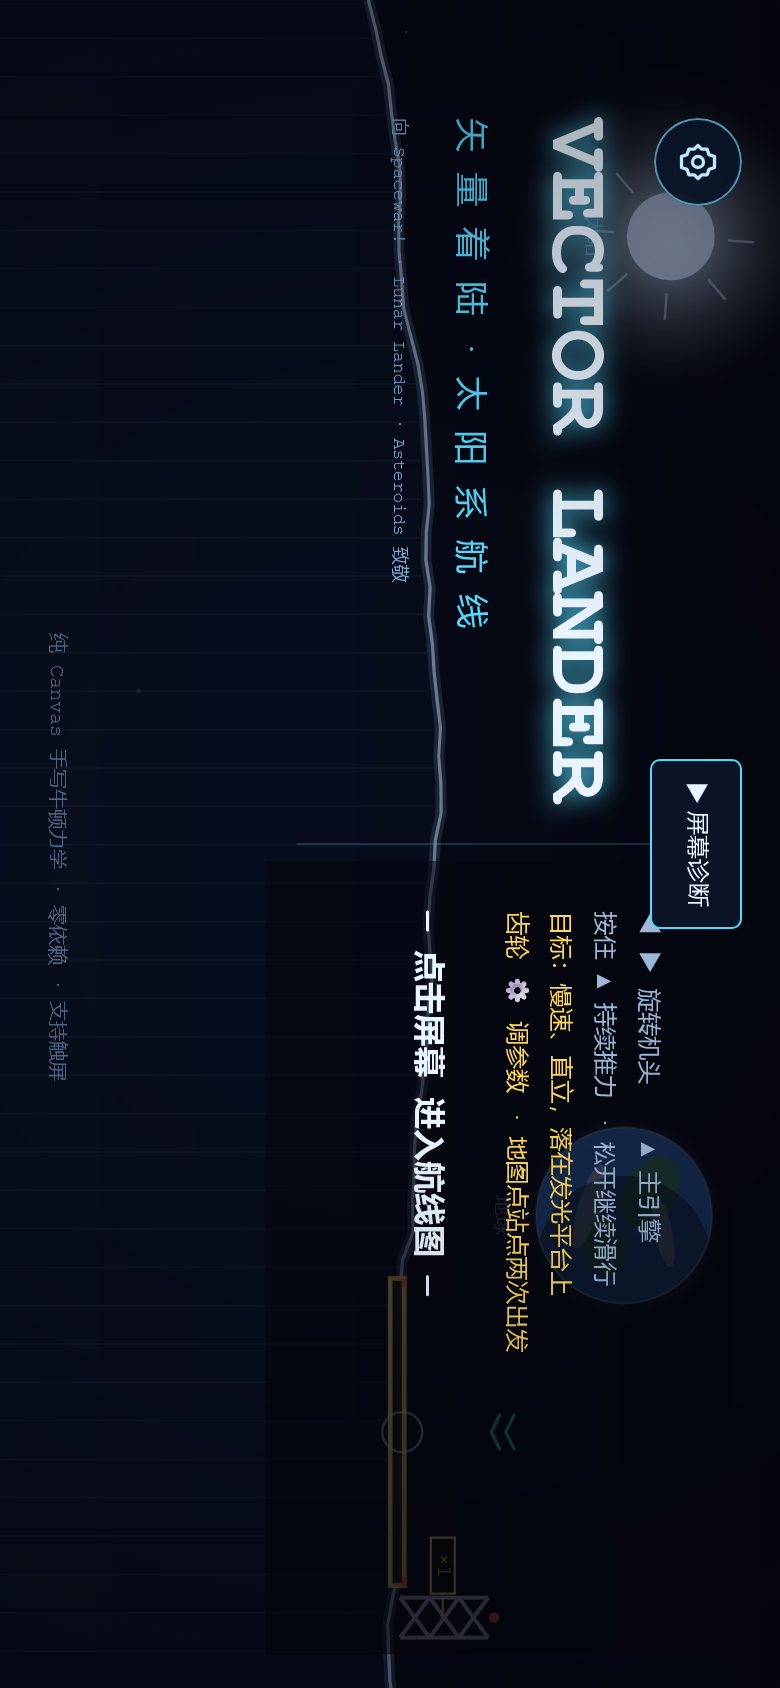 VECTOR LANDER
矢量着陆 · 太阳系航线
向 Spacewar! · Lunar Lander · Asteroids 致敬
▶ 屏幕诊断
◀ ▶ 旋转机头 ▲ 主引擎
按住 ▲ 持续推力 · 松开继续滑行
目标: 慢速、直立, 落在发光平台上
齿轮 ⚙ 调参数 · 地图点站点两次出发
地球
— 点击屏幕 进入航线图 —
×1
纯 Canvas 手写牛顿力学 · 零依赖 · 支持触屏